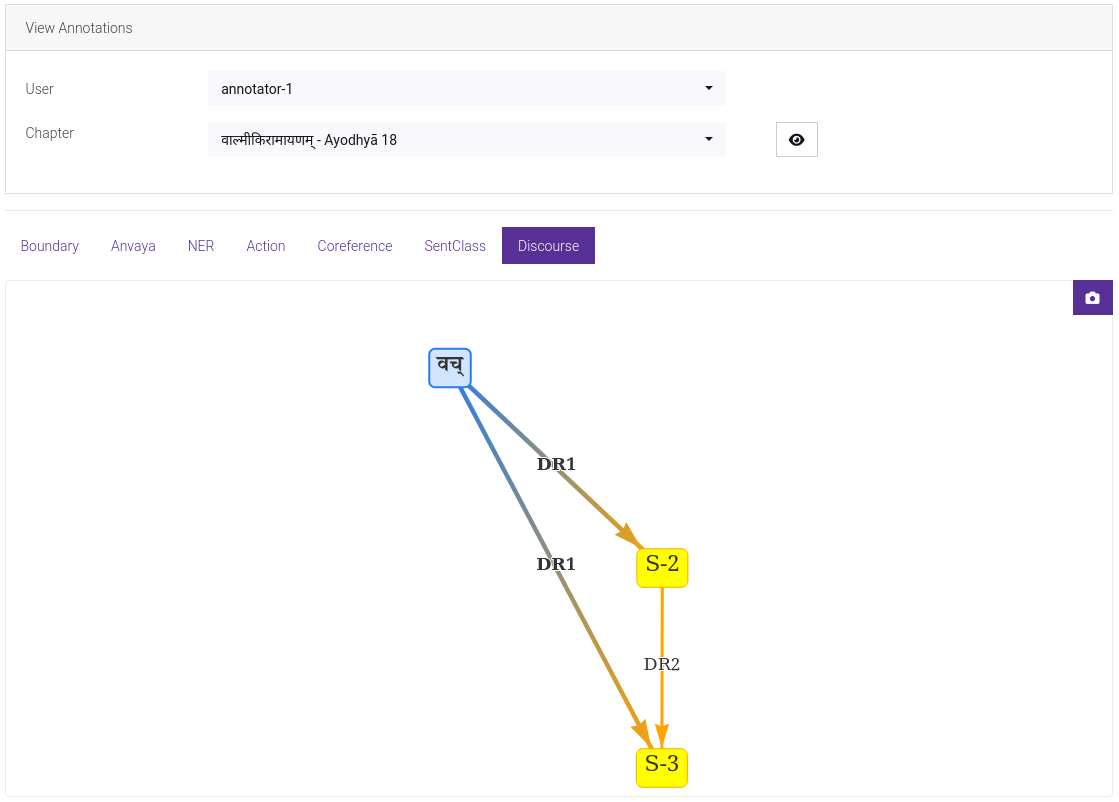 View Annotations
User
annotator-1
Chapter
वाल्मीकिरामायणम् - Ayodhyā 18
Boundary Anvaya NER Action Coreference SentClass Discourse
वच्
DR1
S-2
DR1
DR2
S-3